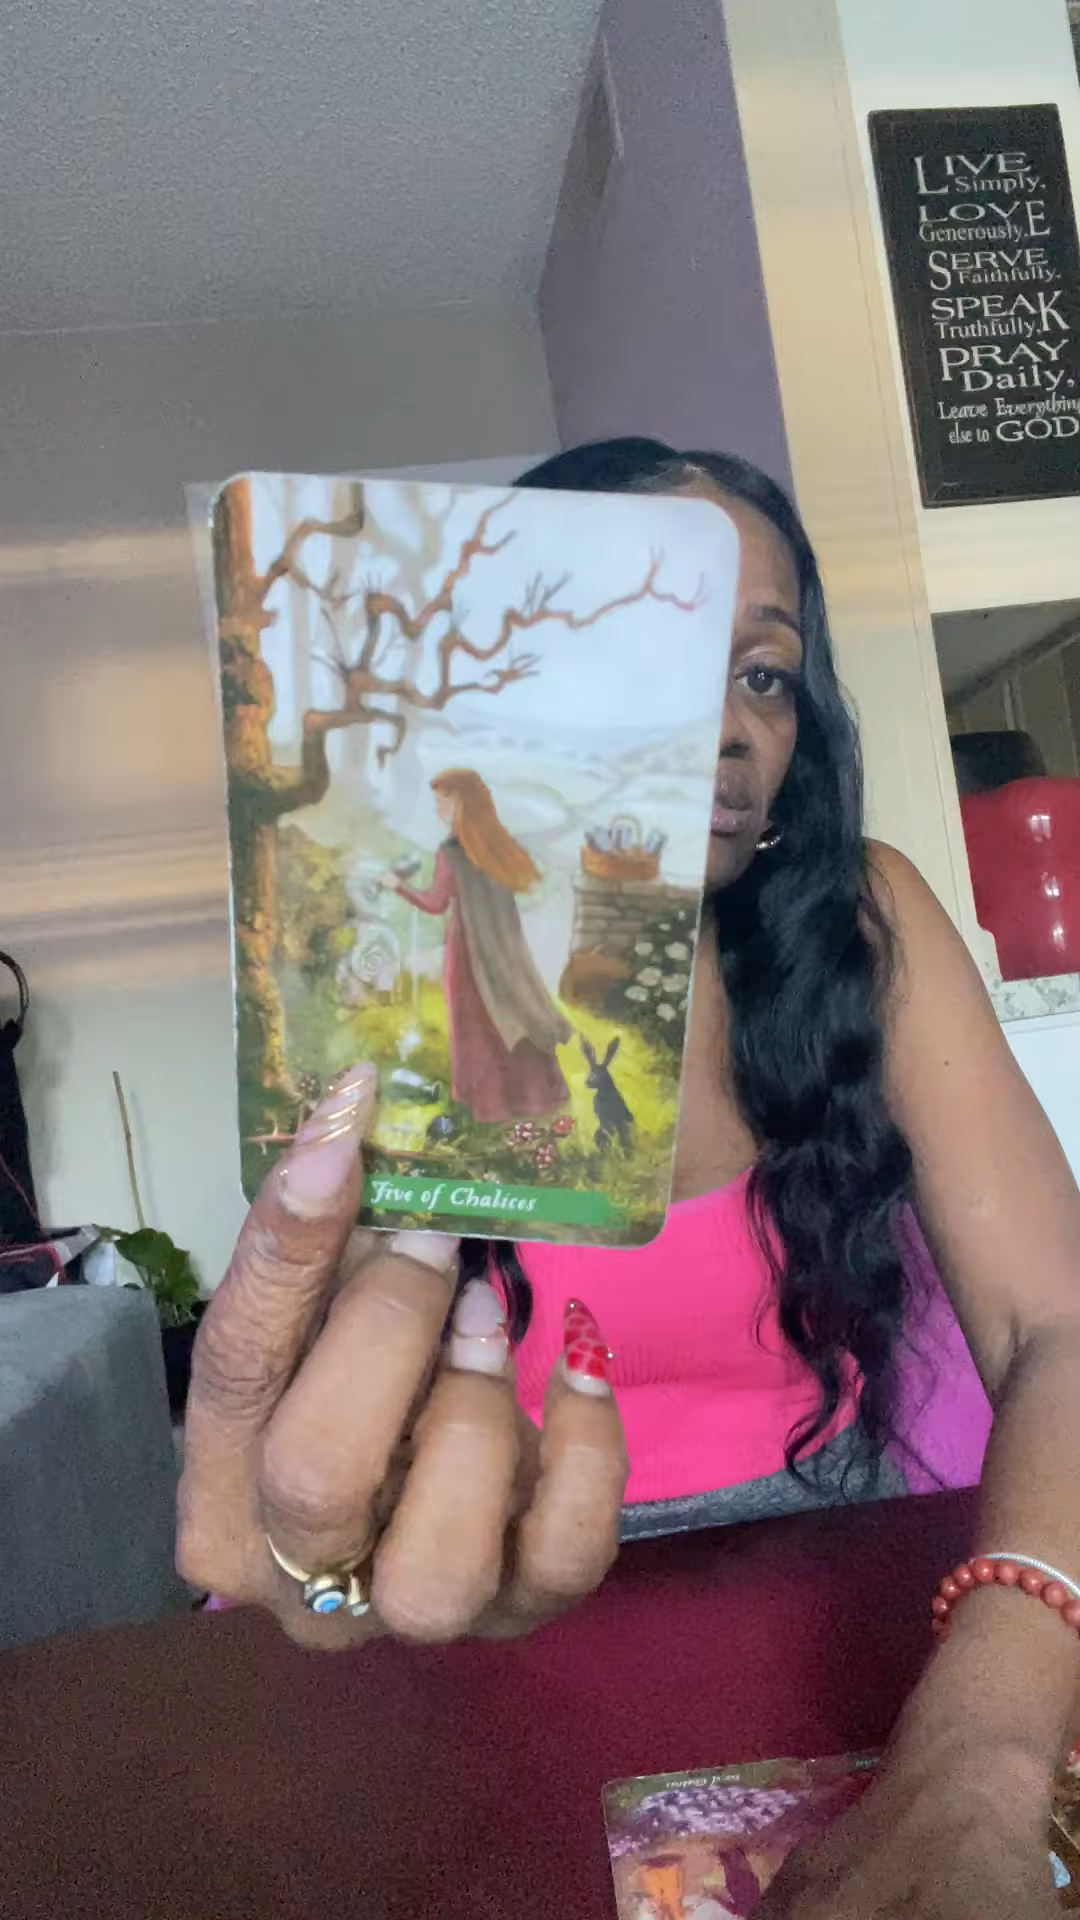 LIVE
Simply.
LOVE
Generously.
SERVE
Faithfully.
SPEAK
Truthfully,
PRAY
Daily,
Leave Everything
else to GOD
Five of Chalices